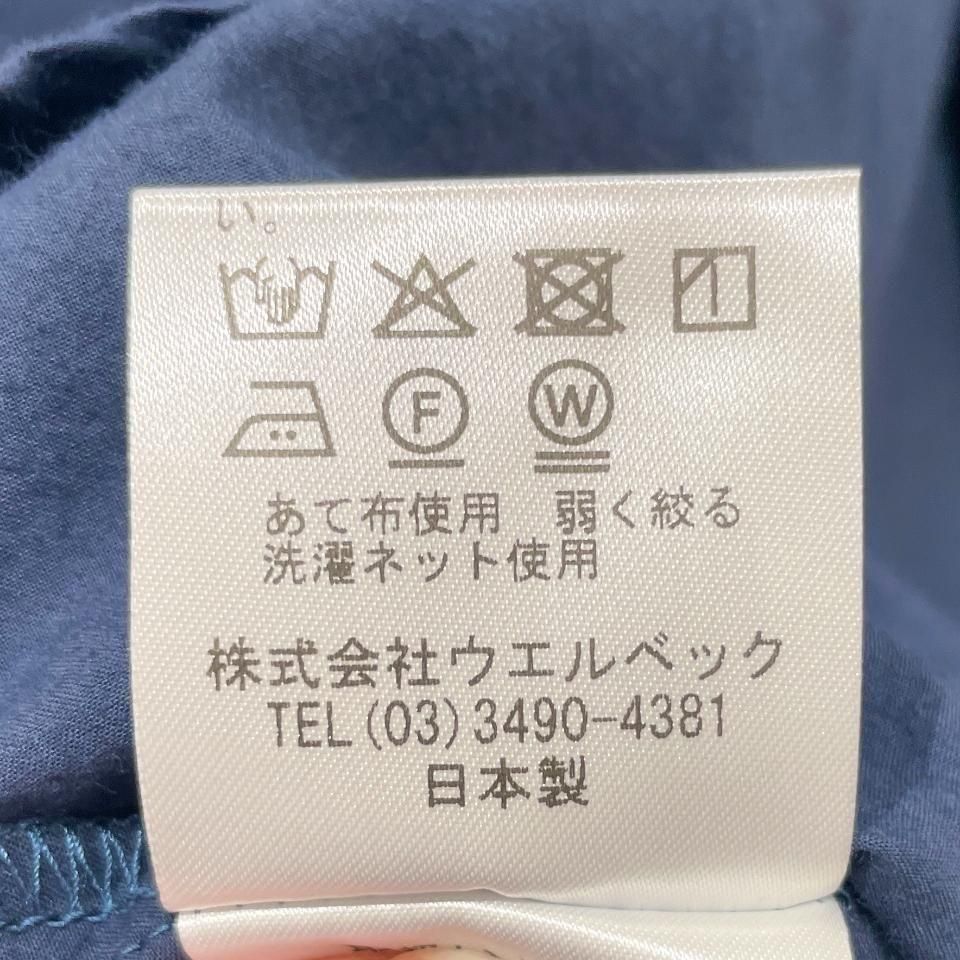 い。
F W
あて布使用　弱く絞る
洗濯ネット使用
株式会社ウエルベック
TEL(03)3490-4381
日本製